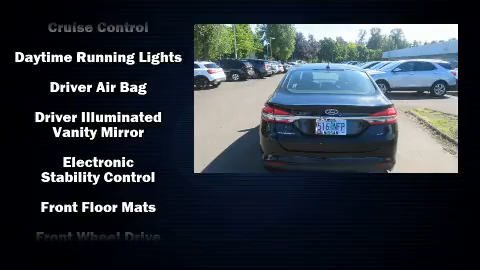 Cruise Control
Daytime Running Lights
Driver Air Bag
Driver Illuminated
Vanity Mirror
Electronic
Stability Control
Front Floor Mats
Front Wheel Drive
Ford